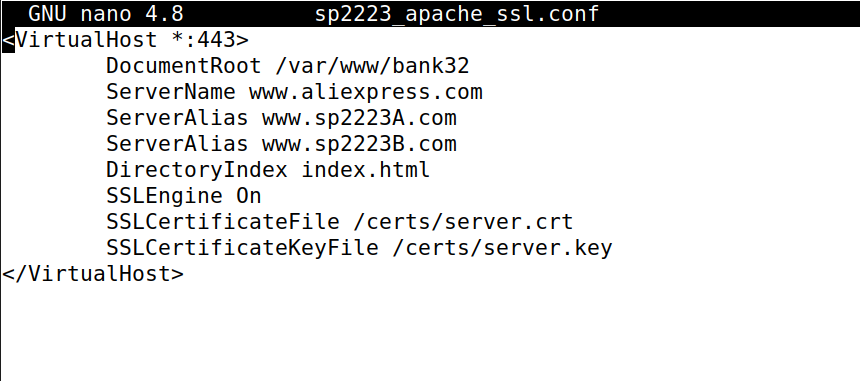 GNU nano 4.8 sp2223_apache_ssl.conf
<VirtualHost *:443>
DocumentRoot /var/www/bank32
ServerName www.aliexpress.com
ServerAlias www.sp2223A.com
ServerAlias www.sp2223B.com
DirectoryIndex index.html
SSLEngine On
SSLCertificateFile /certs/server.crt
SSLCertificateKeyFile /certs/server.key
</VirtualHost>